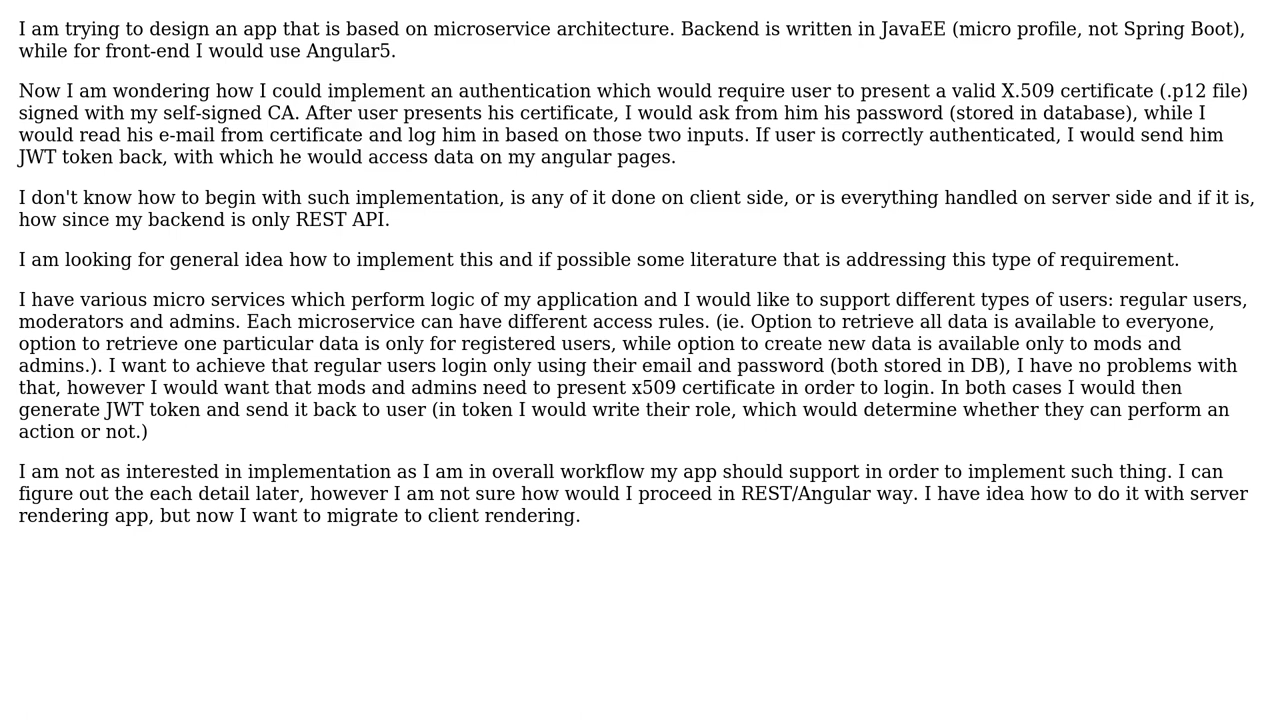 I am trying to design an app that is based on microservice architecture. Backend is written in JavaEE (micro profile, not Spring Boot),
while for front-end I would use Angular5.
Now I am wondering how I could implement an authentication which would require user to present a valid X.509 certificate (.p12 file)
signed with my self-signed CA. After user presents his certificate, I would ask from him his password (stored in database), while I
would read his e-mail from certificate and log him in based on those two inputs. If user is correctly authenticated, I would send him
JWT token back, with which he would access data on my angular pages.
I don't know how to begin with such implementation, is any of it done on client side, or is everything handled on server side and if it is,
how since my backend is only REST API.
I am looking for general idea how to implement this and if possible some literature that is addressing this type of requirement.
I have various micro services which perform logic of my application and I would like to support different types of users: regular users,
moderators and admins. Each microservice can have different access rules. (ie. Option to retrieve all data is available to everyone,
option to retrieve one particular data is only for registered users, while option to create new data is available only to mods and
admins.). I want to achieve that regular users login only using their email and password (both stored in DB), I have no problems with
that, however I would want that mods and admins need to present x509 certificate in order to login. In both cases I would then
generate JWT token and send it back to user (in token I would write their role, which would determine whether they can perform an
action or not.)
I am not as interested in implementation as I am in overall workflow my app should support in order to implement such thing. I can
figure out the each detail later, however I am not sure how would I proceed in REST/Angular way. I have idea how to do it with server
rendering app, but now I want to migrate to client rendering.